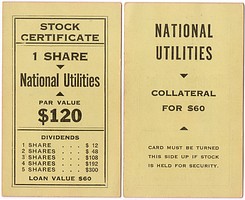 STOCK
CERTIFICATE
1 SHARE
National Utilities
PAR VALUE
$120
DIVIDENDS
1 SHARE . . . . $ 12
2 SHARES . . . $ 48
3 SHARES . . . $108
4 SHARES . . . $192
5 SHARES . . . $300
LOAN VALUE $60
NATIONAL
UTILITIES
COLLATERAL
FOR $60
CARD MUST BE TURNED
THIS SIDE UP IF STOCK
IS HELD FOR SECURITY.